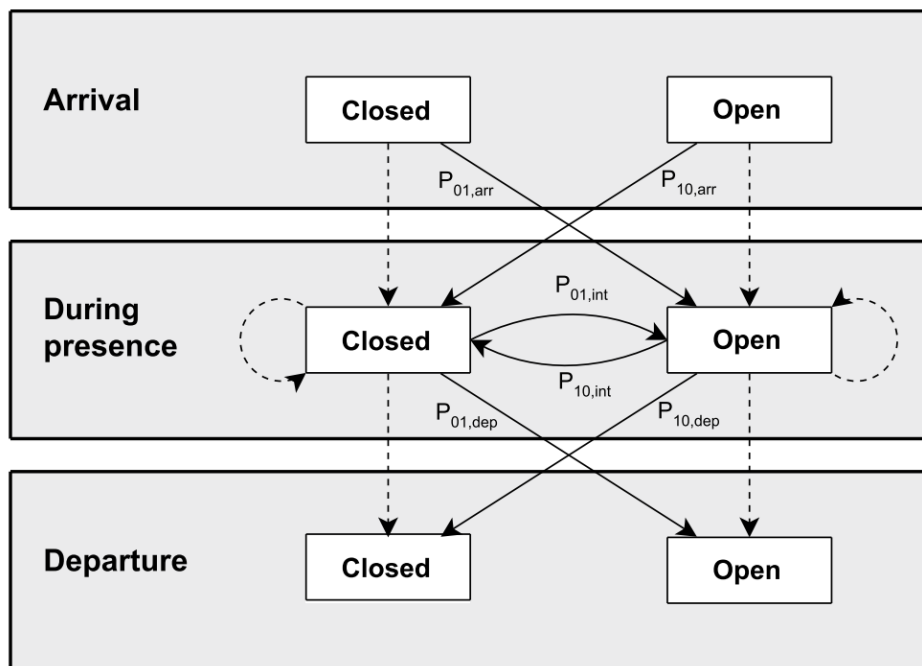 Arrival
Closed
Open
P01,arr
P10,arr
During
presence
P01,int
Closed
Open
P10,int
P01,dep
P10,dep
Departure
Closed
Open